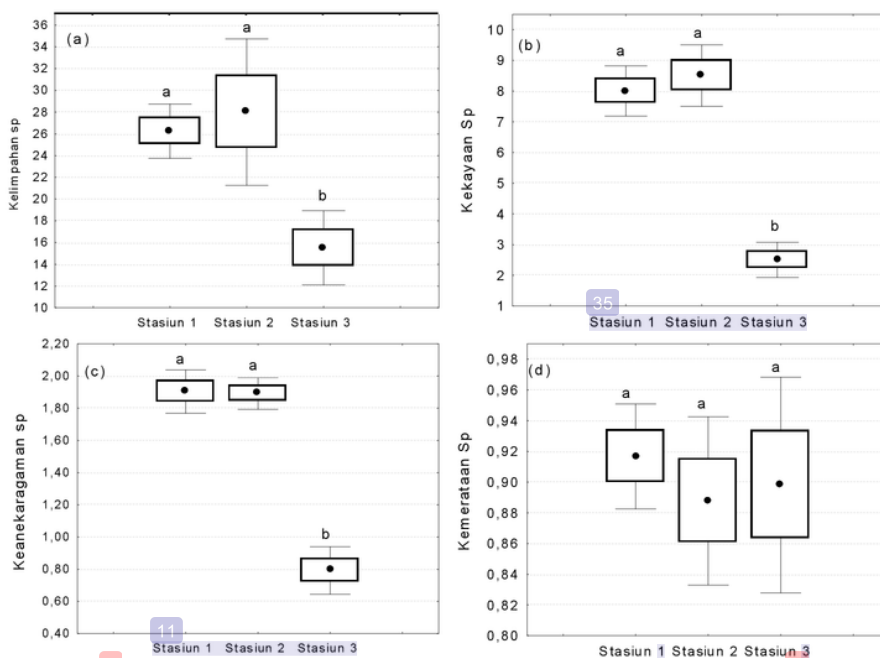 (a)
Kelimpahan sp
36
34
32
30
28
26
24
22
20
18
16
14
12
10
a
a
b
Stasiun 1 Stasiun 2 Stasiun 3
(b)
Kekayaan Sp
10
9
8
7
6
5
4
3
2
1
a
a
b
35
Stasiun 1 Stasiun 2 Stasiun 3
(c)
Keanekaragaman sp
2,20
2,00
1,80
1,60
1,40
1,20
1,00
0,80
0,60
0,40
a
a
b
11
Stasiun 1 Stasiun 2 Stasiun 3
(d)
Kemerataan Sp
0,98
0,96
0,94
0,92
0,90
0,88
0,86
0,84
0,82
0,80
a
a
a
Stasiun 1 Stasiun 2 Stasiun 3